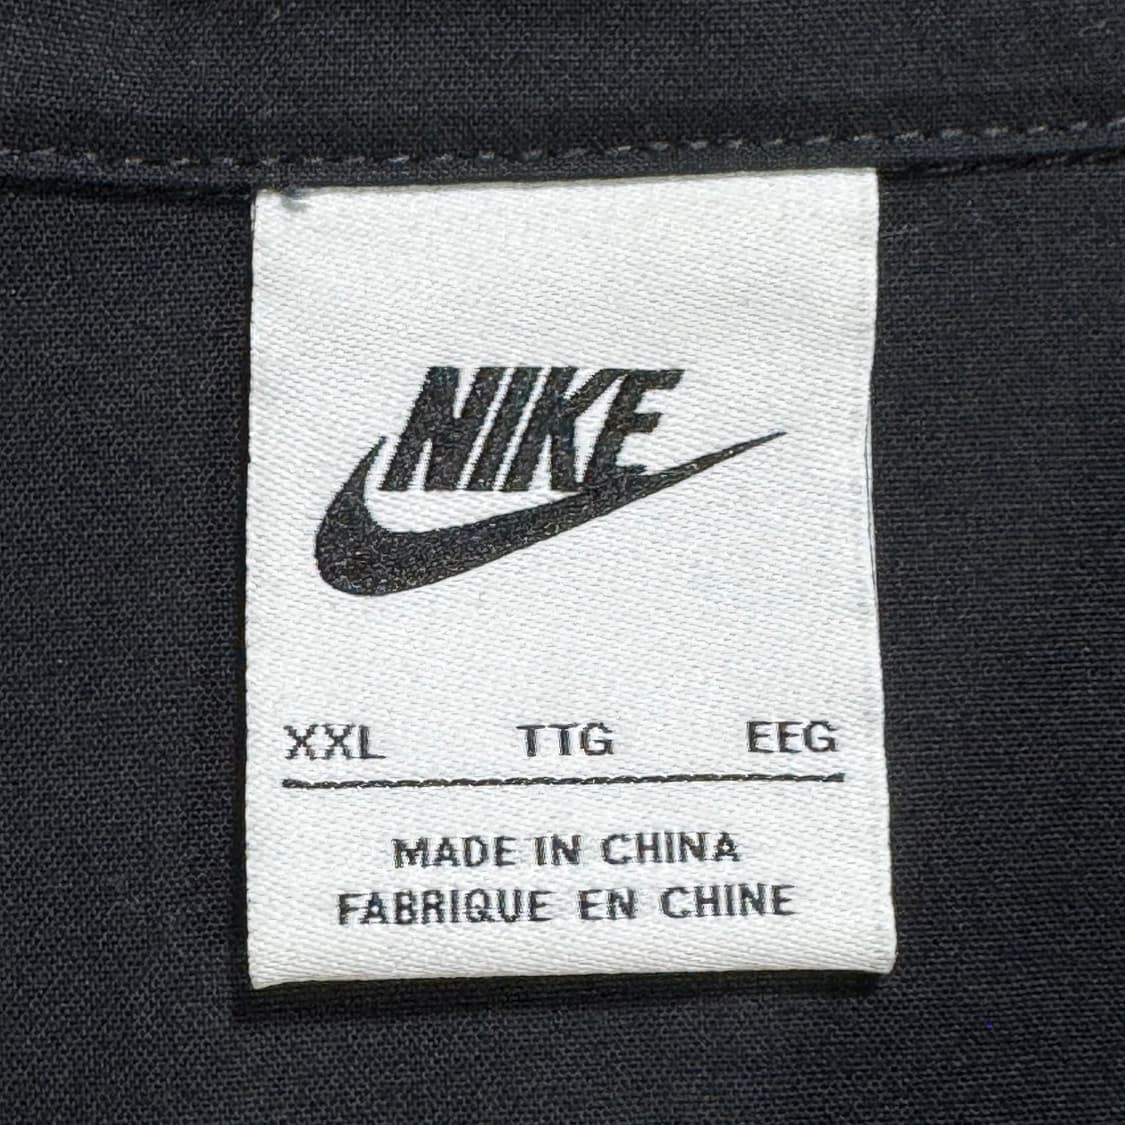 NIKE
XXL TTG EEG
MADE IN CHINA
FABRIQUE EN CHINE